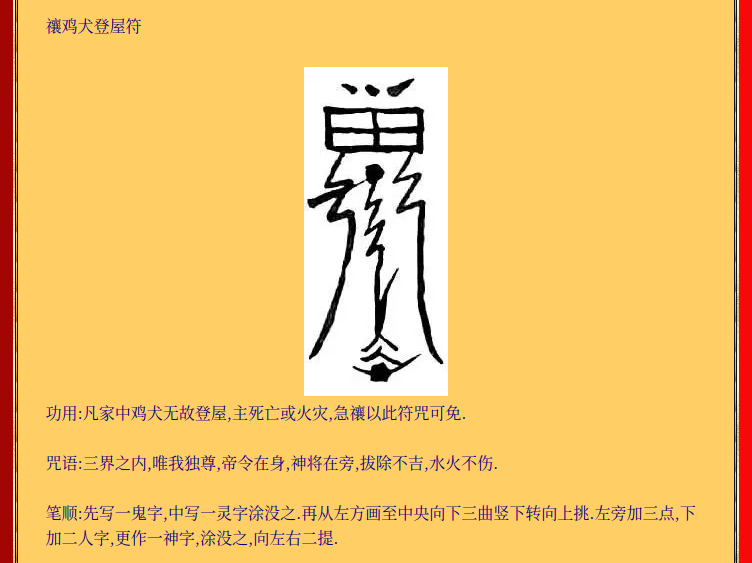 禳鸡犬登屋符
功用:凡家中鸡犬无故登屋,主死亡或火灾,急禳以此符咒可免.
咒语:三界之内,唯我独尊,帝令在身,神将在旁,拔除不吉,水火不伤.
笔顺:先写一鬼字,中写一灵字涂没之.再从左方画至中央向下三曲竖下转向上挑.左旁加三点,下
加二人字,更作一神字,涂没之,向左右二提.